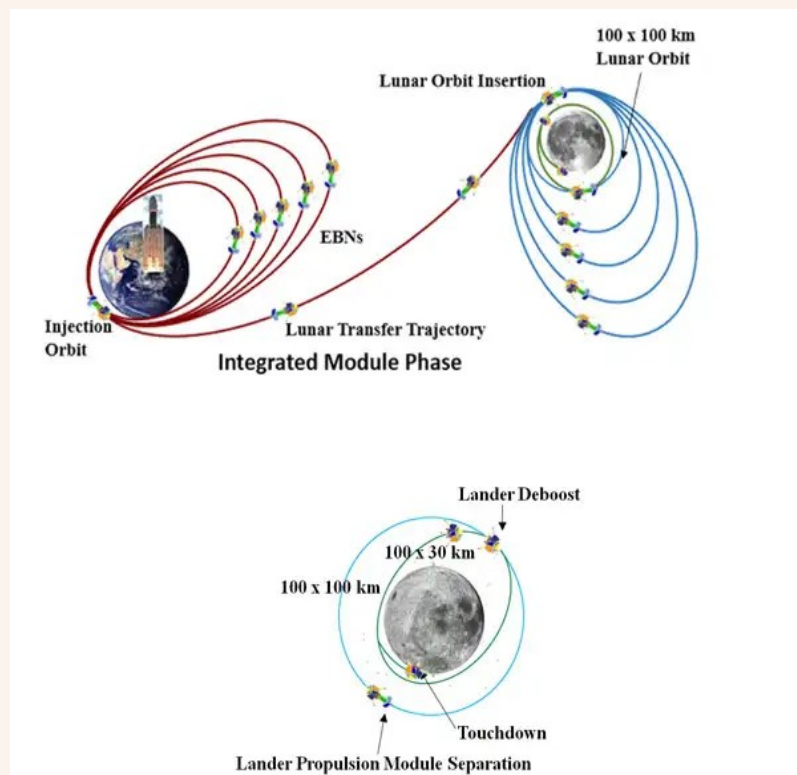 100 x 100 km
Lunar Orbit
Lunar Orbit Insertion
EBNs
Injection
Orbit
Lunar Transfer Trajectory
Integrated Module Phase
Lander Deboost
100 x 30 km
100 x 100 km
Touchdown
Lander Propulsion Module Separation